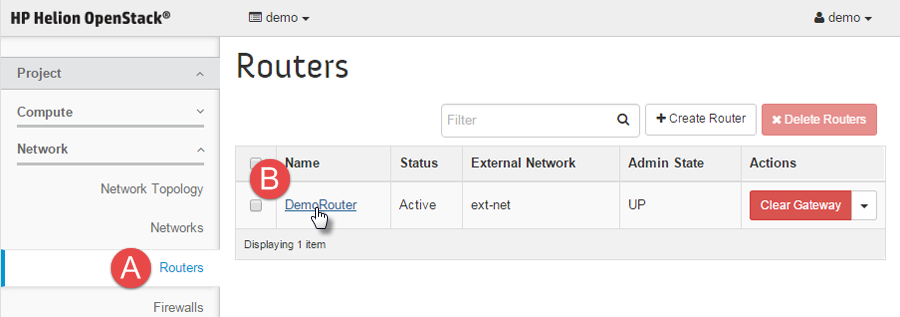 HP Helion OpenStack® demo demo
Project
Compute
Network
Network Topology
Networks
A Routers
Firewalls
Routers
Filter + Create Router ✖ Delete Routers
Name Status External Network Admin State Actions
B
DemoRouter Active ext-net UP Clear Gateway
Displaying 1 item